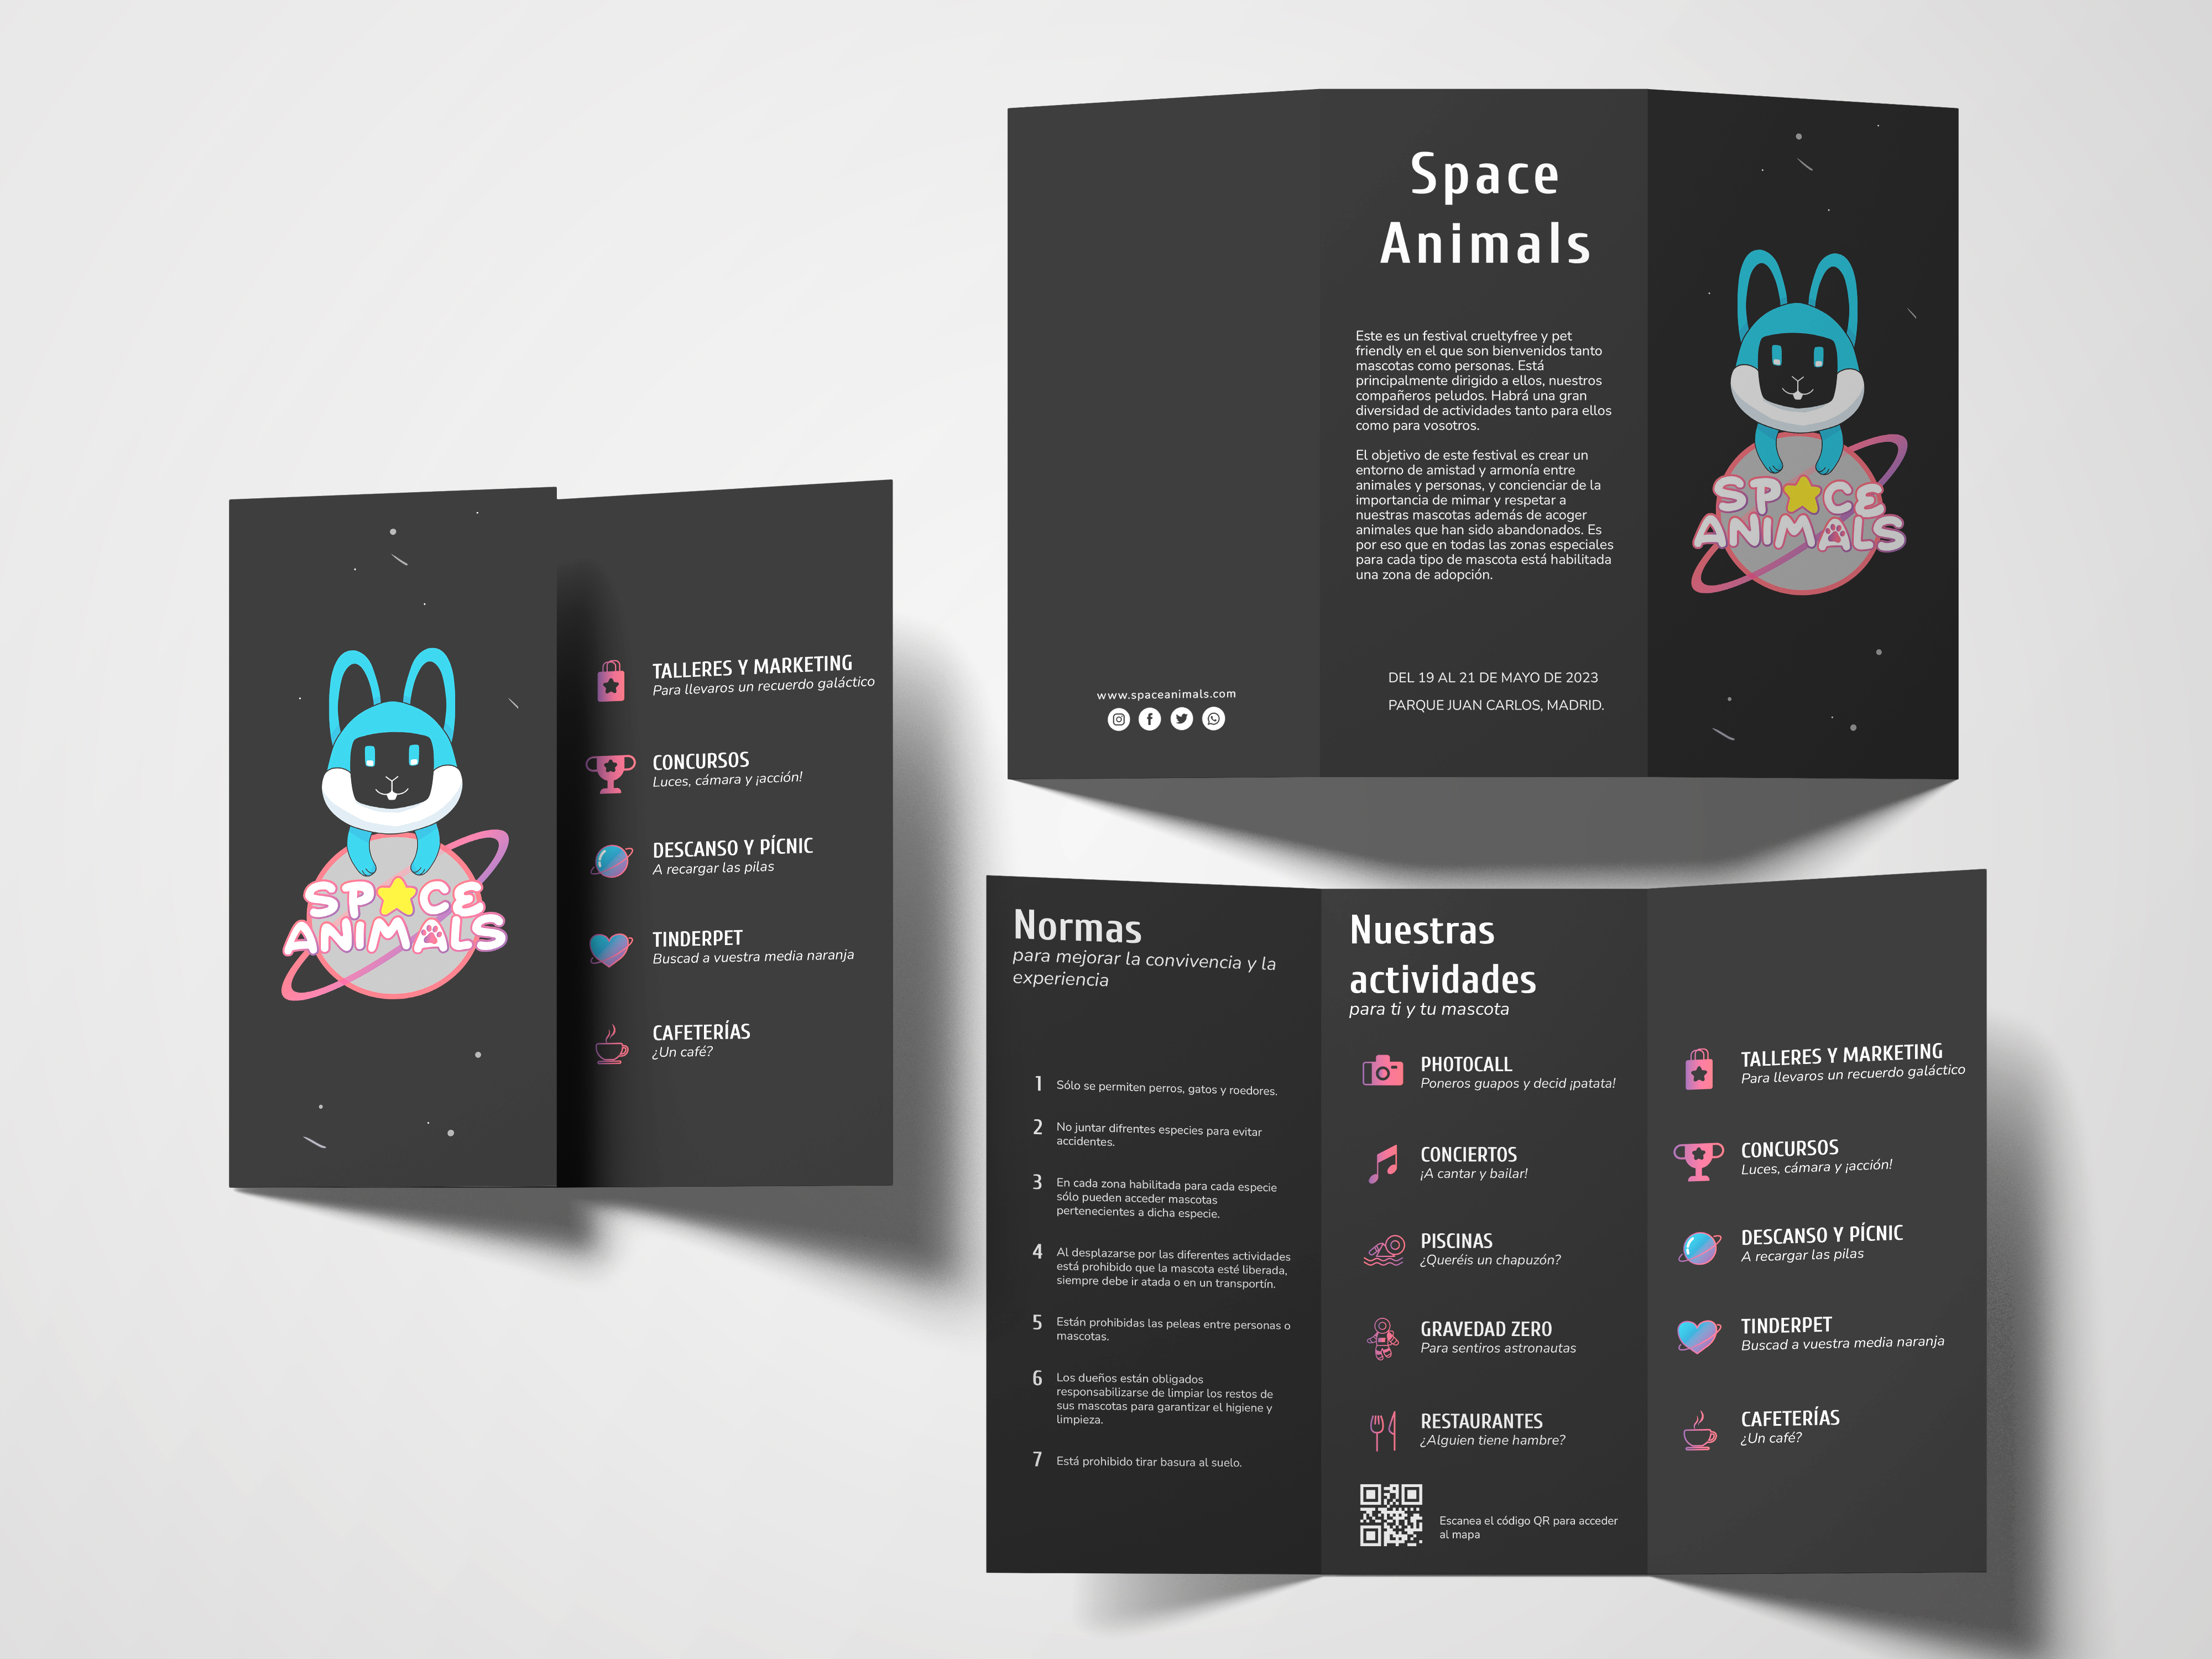 SPACE
ANIMALS
TALLERES Y MARKETING
Para llevaros un recuerdo galáctico
CONCURSOS
Luces, cámara y ¡acción!
DESCANSO Y PÍCNIC
A recargar las pilas
TINDERPET
Buscad a vuestra media naranja
CAFETERÍAS
¿Un café?
www.spaceanimals.com
Space
Animals
Este es un festival crueltyfree y pet
friendly en el que son bienvenidos tanto
mascotas como personas. Está
principalmente dirigido a ellos, nuestros
compañeros peludos. Habrá una gran
diversidad de actividades tanto para ellos
como para vosotros.
El objetivo de este festival es crear un
entorno de amistad y armonía entre
animales y personas, y concienciar de la
importancia de mimar y respetar a
nuestras mascotas además de acoger
animales que han sido abandonados. Es
por eso que en todas las zonas especiales
para cada tipo de mascota está habilitada
una zona de adopción.
DEL 19 AL 21 DE MAYO DE 2023
PARQUE JUAN CARLOS, MADRID.
SPACE
ANIMALS
Normas
para mejorar la convivencia y la
experiencia
1 Sólo se permiten perros, gatos y roedores.
2 No juntar difrentes especies para evitar
accidentes.
3 En cada zona habilitada para cada especie
sólo pueden acceder mascotas
pertenecientes a dicha especie.
4 Al desplazarse por las diferentes actividades
está prohibido que la mascota esté liberada,
siempre debe ir atada o en un transportín.
5 Están prohibidas las peleas entre personas o
mascotas.
6 Los dueños están obligados
responsabilizarse de limpiar los restos de
sus mascotas para garantizar el higiene y
limpieza.
7 Está prohibido tirar basura al suelo.
Nuestras
actividades
para ti y tu mascota
PHOTOCALL
Poneros guapos y decid ¡patata!
CONCIERTOS
¡A cantar y bailar!
PISCINAS
¿Queréis un chapuzón?
GRAVEDAD ZERO
Para sentiros astronautas
RESTAURANTES
¿Alguien tiene hambre?
Escanea el código QR para acceder
al mapa
TALLERES Y MARKETING
Para llevaros un recuerdo galáctico
CONCURSOS
Luces, cámara y ¡acción!
DESCANSO Y PÍCNIC
A recargar las pilas
TINDERPET
Buscad a vuestra media naranja
CAFETERÍAS
¿Un café?